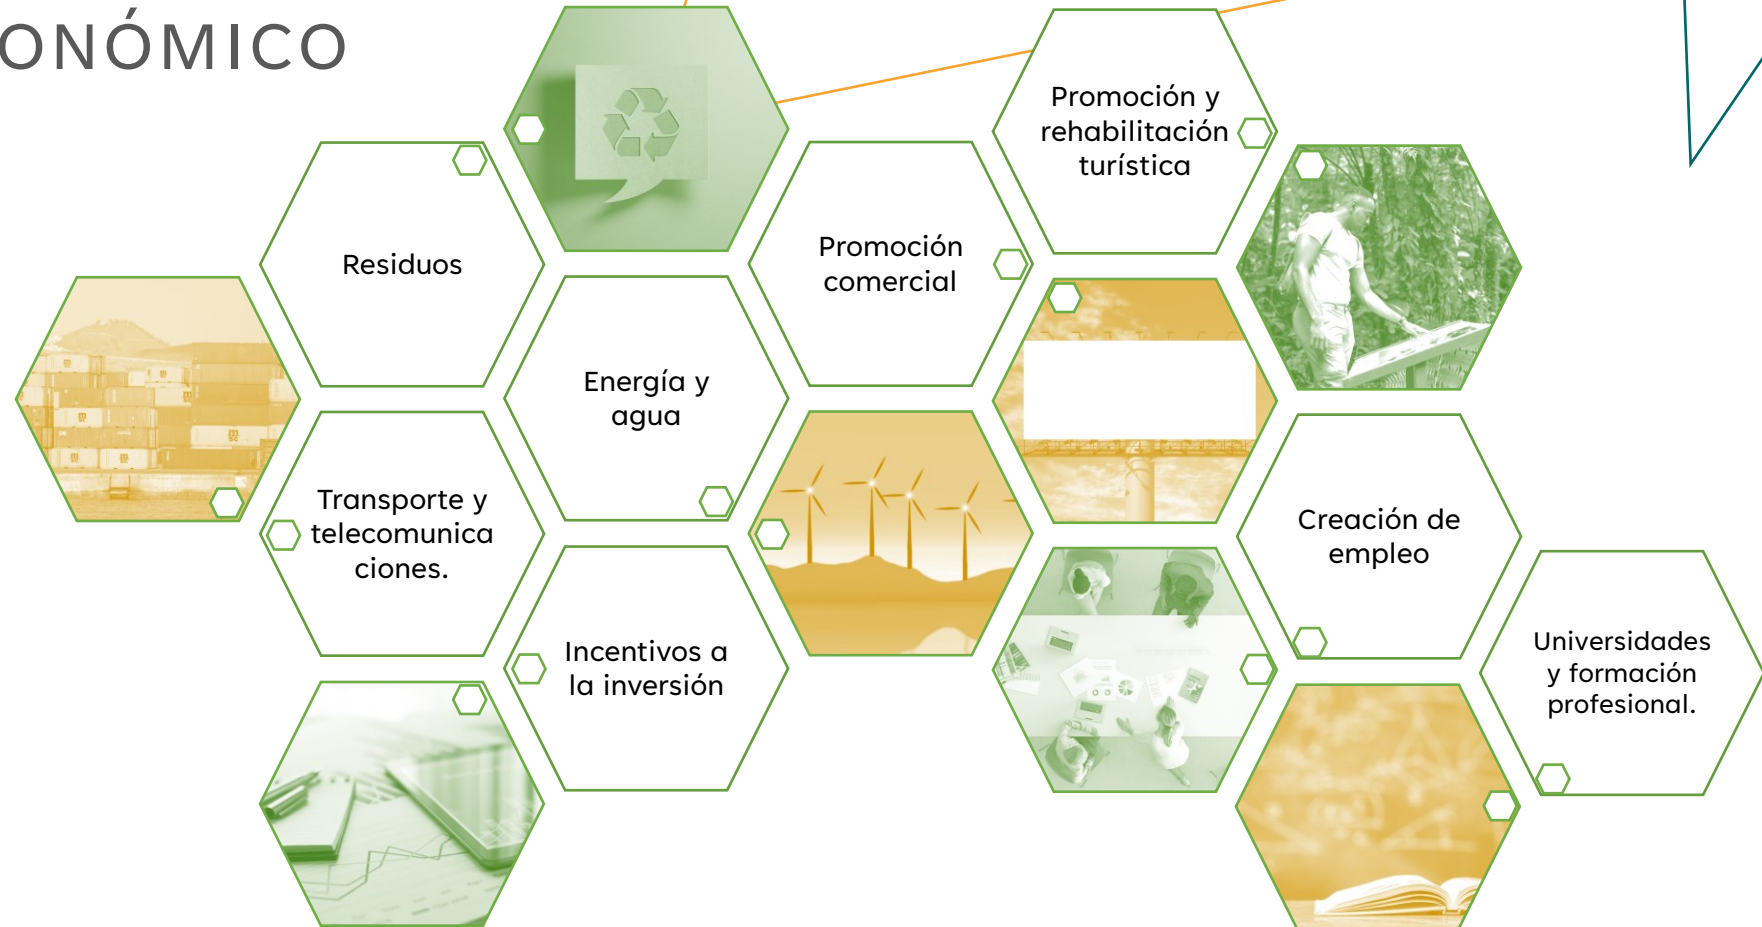 ONÓMICO
Residuos
Promoción
comercial
Promoción y
rehabilitación
turística
Energía y
agua
Transporte y
telecomunica
ciones.
Incentivos a
la inversión
Creación de
empleo
Universidades
y formación
profesional.